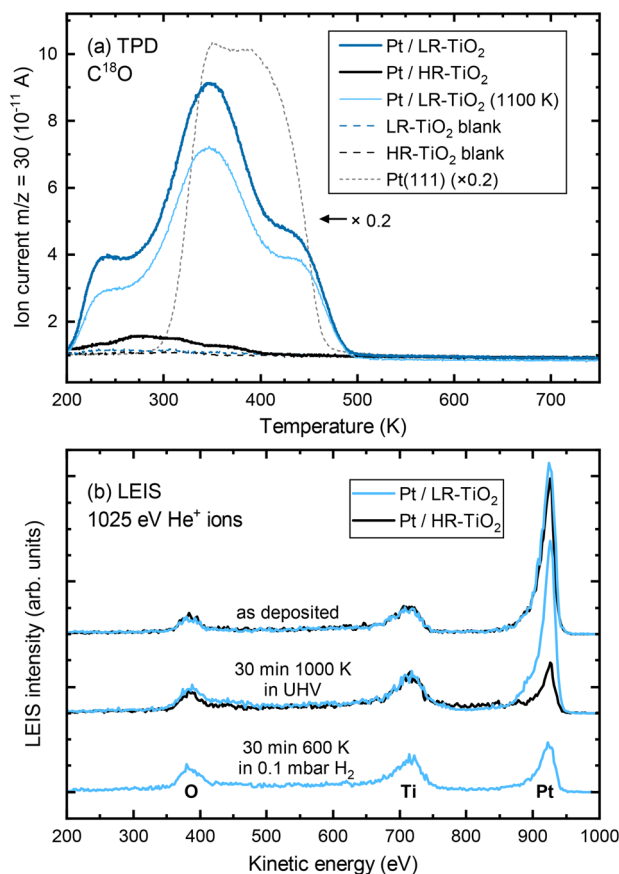 (a) TPD
C¹⁸O
Pt / LR-TiO₂
Pt / HR-TiO₂
Pt / LR-TiO₂ (1100 K)
LR-TiO₂ blank
HR-TiO₂ blank
Pt(111) (×0.2)
× 0.2
Ion current m/z = 30 (10⁻¹¹ A)
10
8
6
4
2
200 300 400 500 600 700
Temperature (K)
(b) LEIS
1025 eV He⁺ ions
Pt / LR-TiO₂
Pt / HR-TiO₂
as deposited
30 min 1000 K
in UHV
30 min 600 K
in 0.1 mbar H₂
O Ti Pt
LEIS intensity (arb. units)
200 300 400 500 600 700 800 900 1000
Kinetic energy (eV)